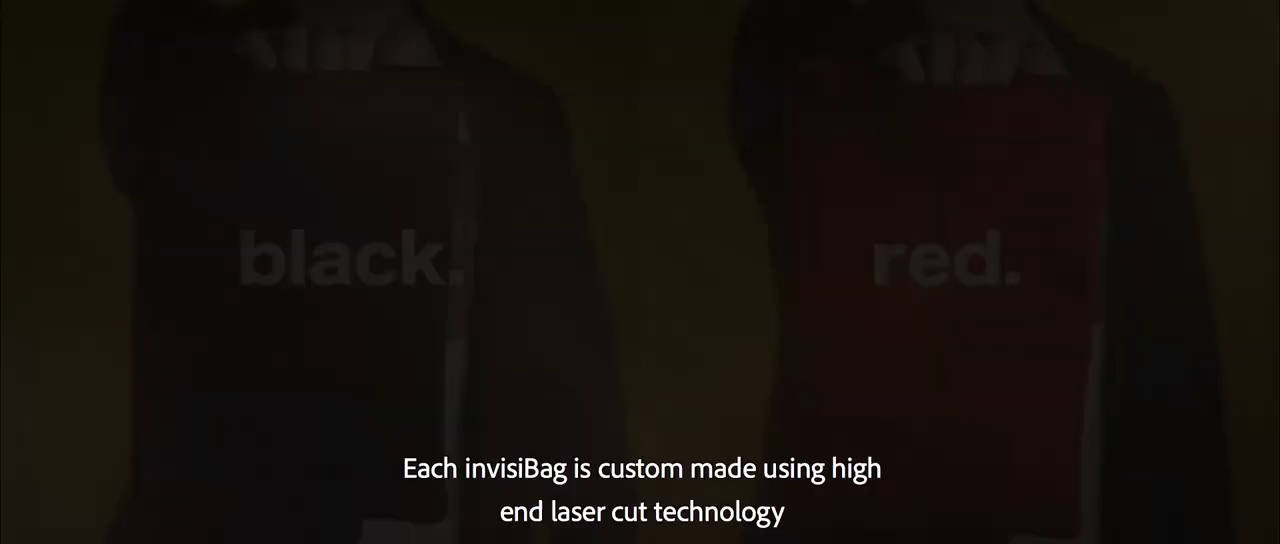 black.
red.
Each invisiBag is custom made using high
end laser cut technology